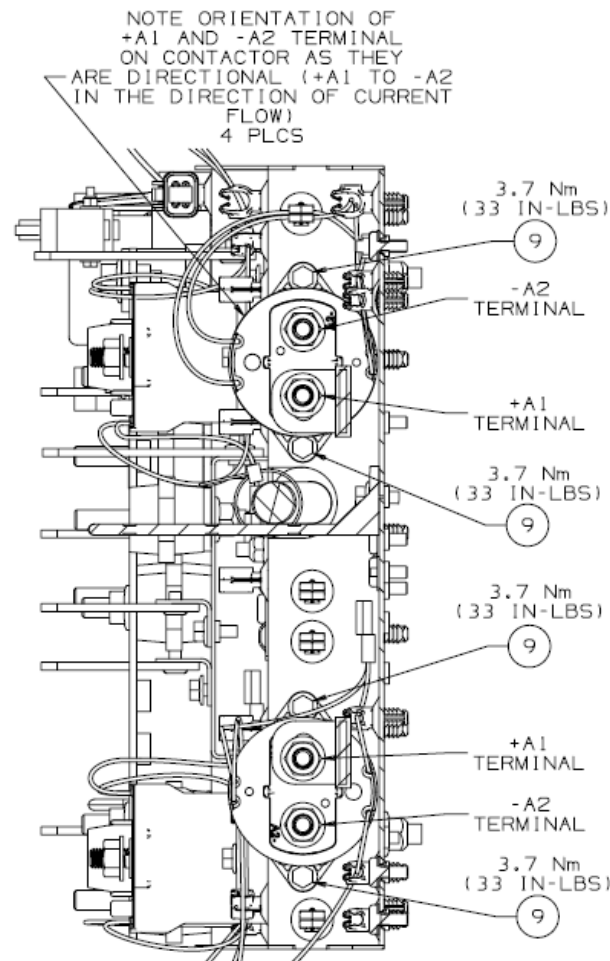 NOTE ORIENTATION OF
+A1 AND -A2 TERMINAL
ON CONTACTOR AS THEY
ARE DIRECTIONAL (+A1 TO -A2
IN THE DIRECTION OF CURRENT
FLOW)
4 PLCS
3.7 Nm
(33 IN-LBS)
9
-A2
TERMINAL
A2-
+A1
TERMINAL
3.7 Nm
(33 IN-LBS)
9
3.7 Nm
(33 IN-LBS)
9
+A1
TERMINAL
-A2
TERMINAL
A2-
3.7 Nm
(33 IN-LBS)
9